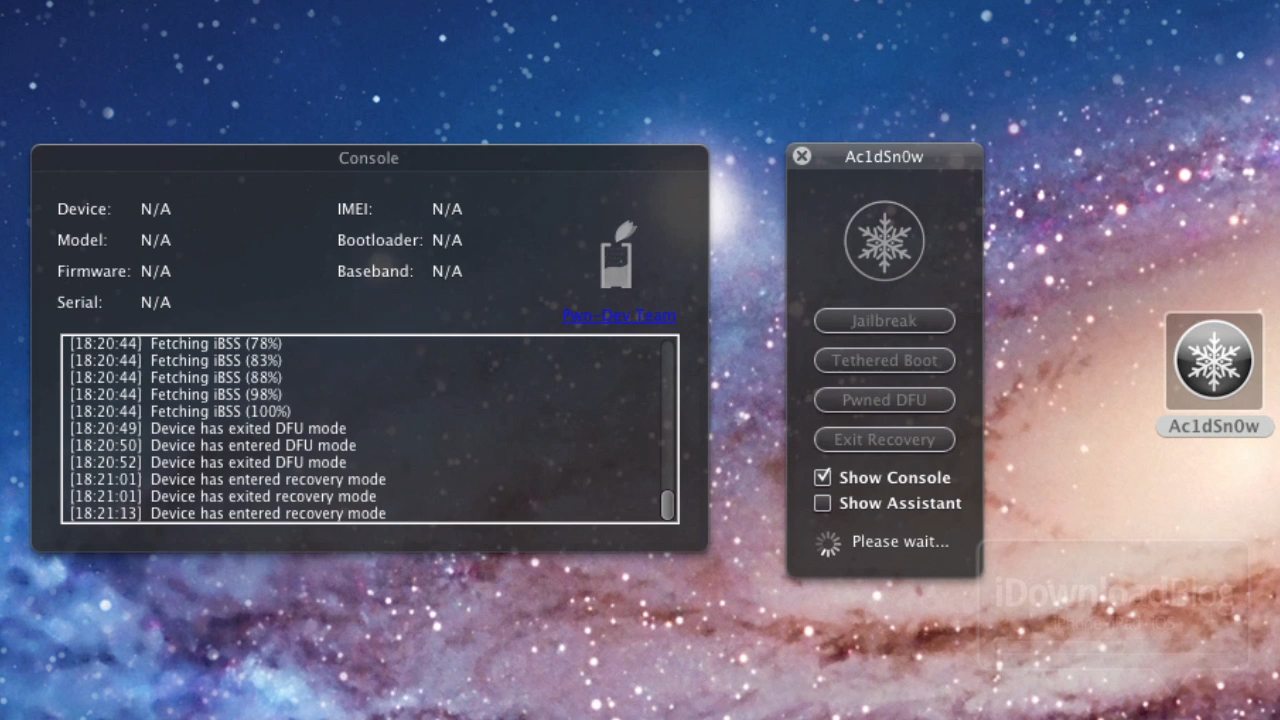 Console
Device: N/A IMEI: N/A
Model: N/A Bootloader: N/A
Firmware: N/A Baseband: N/A
Serial: N/A
Pwn-Dev Team
[18:20:44] Fetching iBSS (78%)
[18:20:44] Fetching iBSS (83%)
[18:20:44] Fetching iBSS (88%)
[18:20:44] Fetching iBSS (98%)
[18:20:44] Fetching iBSS (100%)
[18:20:49] Device has exited DFU mode
[18:20:50] Device has entered DFU mode
[18:20:52] Device has exited DFU mode
[18:21:01] Device has entered recovery mode
[18:21:01] Device has exited recovery mode
[18:21:13] Device has entered recovery mode
Ac1dSn0w
Jailbreak
Tethered Boot
Pwned DFU
Exit Recovery
Show Console
Show Assistant
Please wait...
Ac1dSn0w
iDownloadBlog